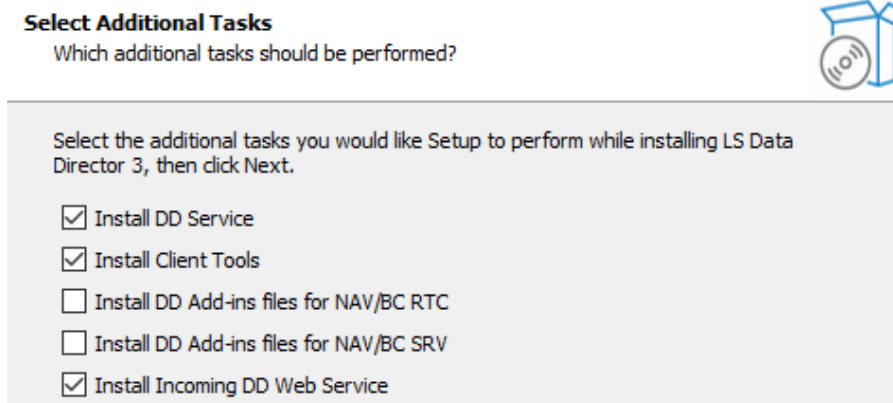 Select Additional Tasks
Which additional tasks should be performed?
Select the additional tasks you would like Setup to perform while installing LS Data
Director 3, then click Next.
Install DD Service
Install Client Tools
Install DD Add-ins files for NAV/BC RTC
Install DD Add-ins files for NAV/BC SRV
Install Incoming DD Web Service